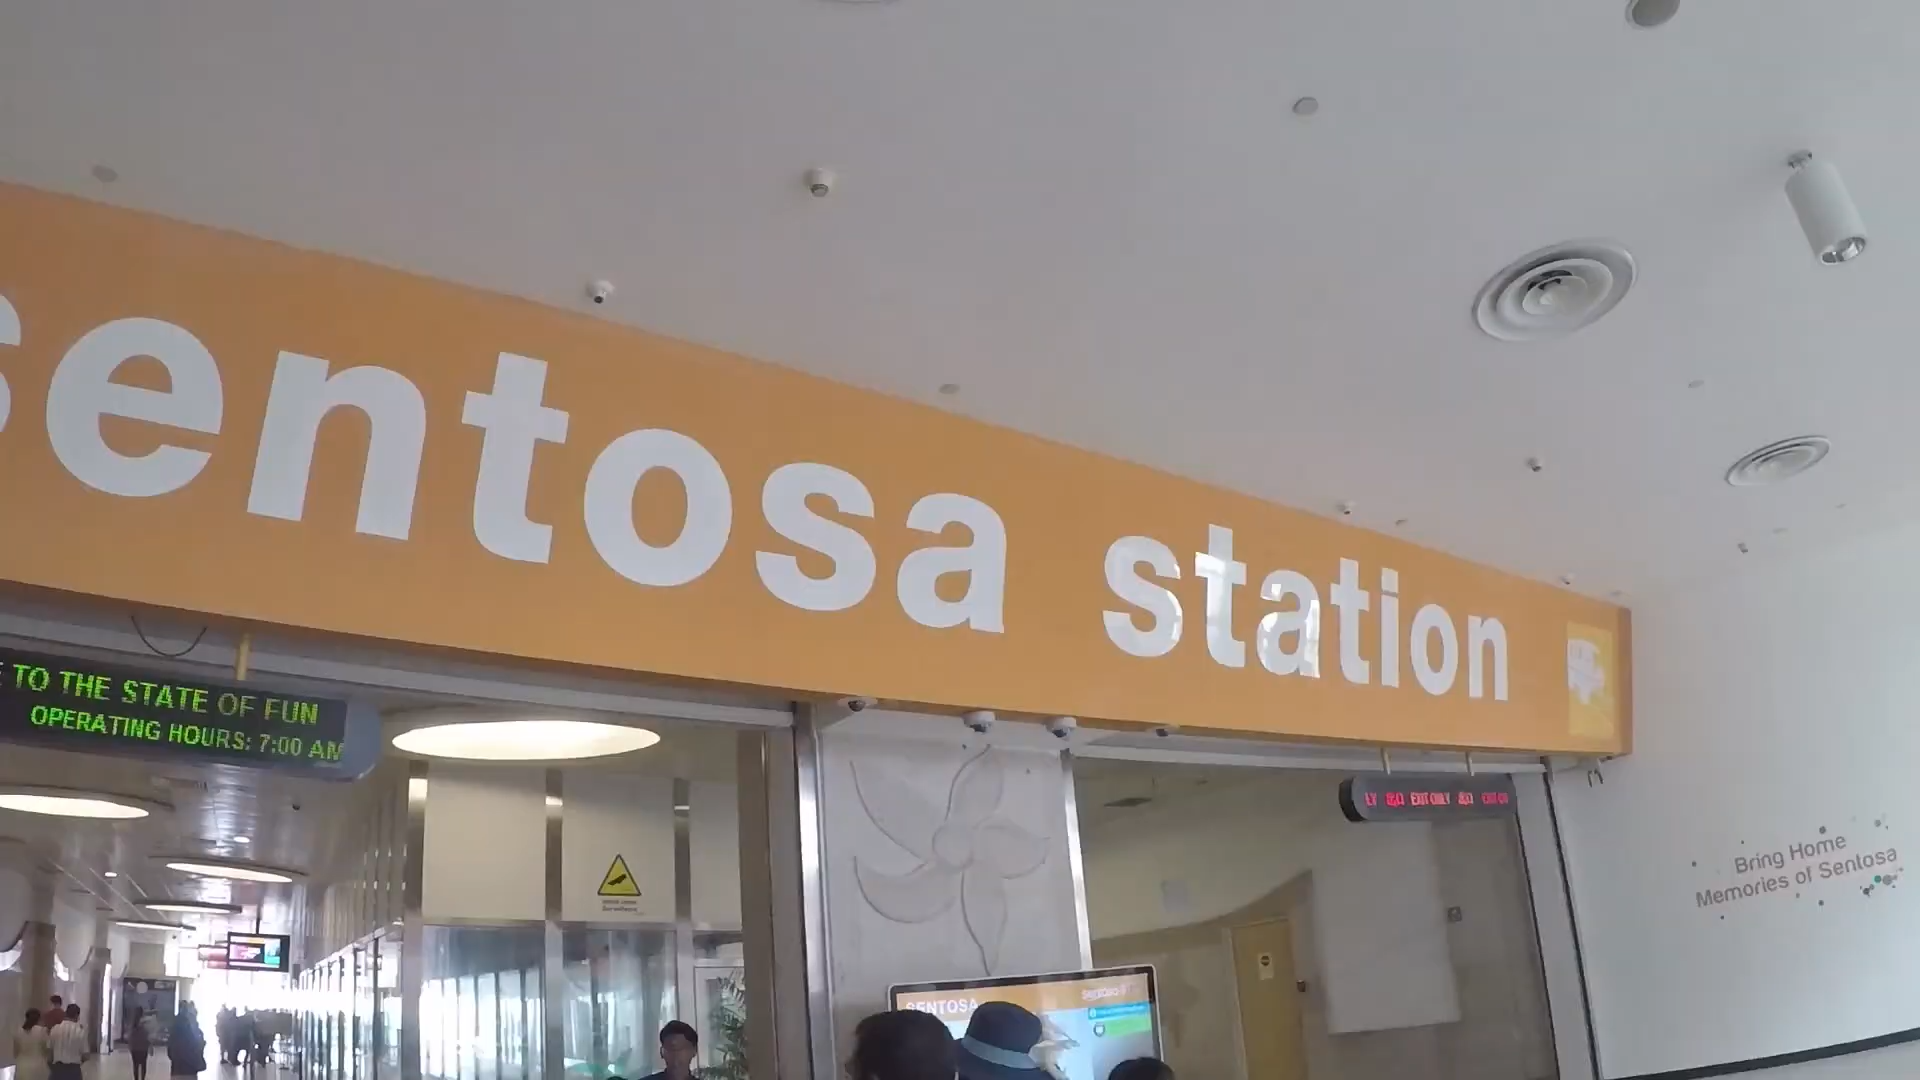 sentosa station
TO THE STATE OF FUN
OPERATING HOURS: 7:00 AM
EXIT ONLY
Bring Home
Memories of Sentosa
SENTOSA